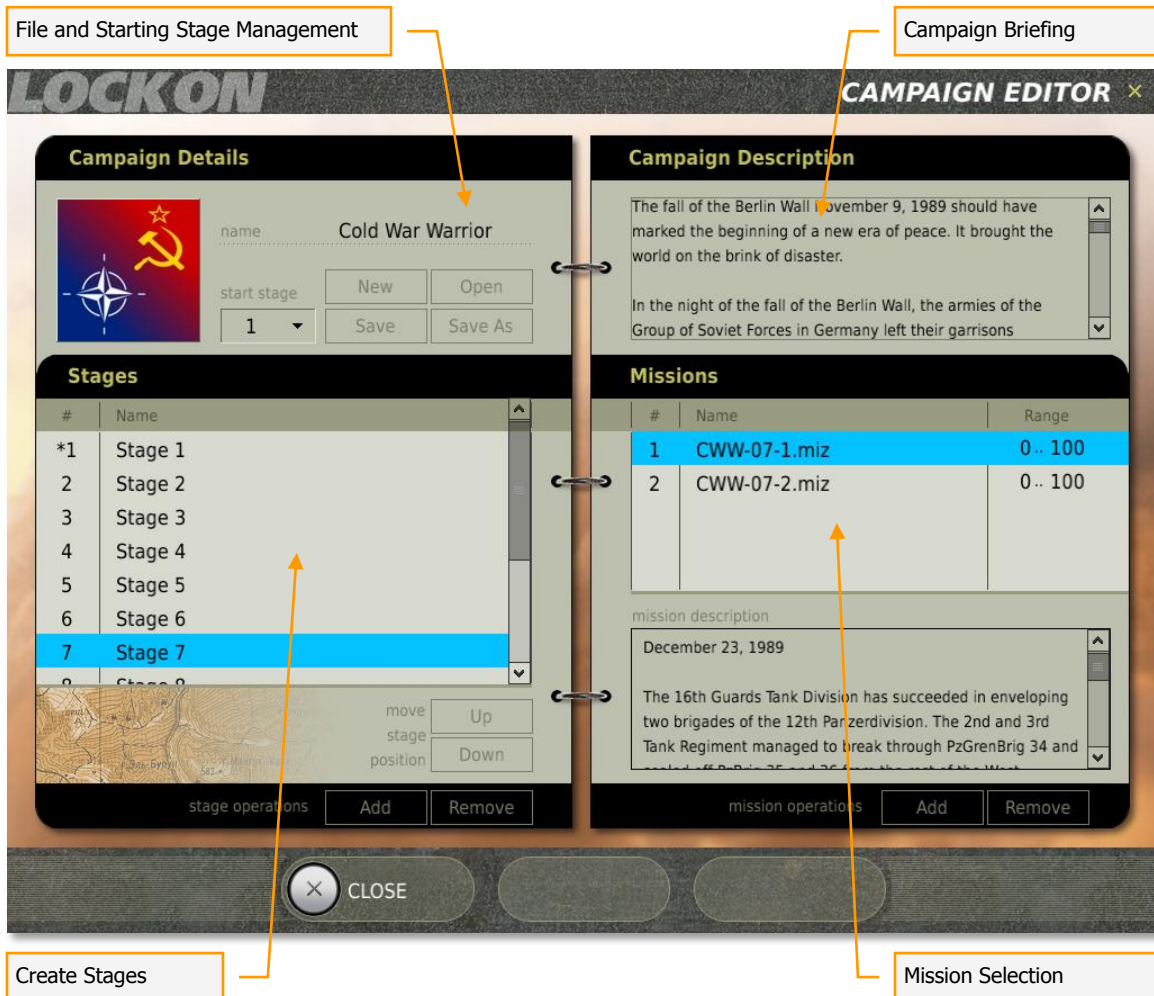 File and Starting Stage Management
Campaign Briefing
LOCKON
CAMPAIGN EDITOR ×
Campaign Details
name Cold War Warrior
start stage
New Open
1
Save Save As
Campaign Description
The fall of the Berlin Wall November 9, 1989 should have
marked the beginning of a new era of peace. It brought the
world on the brink of disaster.
In the night of the fall of the Berlin Wall, the armies of the
Group of Soviet Forces in Germany left their garrisons
Stages
# Name
*1 Stage 1
2 Stage 2
3 Stage 3
4 Stage 4
5 Stage 5
6 Stage 6
7 Stage 7
move
stage
position
Up
Down
stage operations Add Remove
Missions
# Name Range
1 CWW-07-1.miz 0 .. 100
2 CWW-07-2.miz 0 .. 100
mission description
December 23, 1989
The 16th Guards Tank Division has succeeded in enveloping
two brigades of the 12th Panzerdivision. The 2nd and 3rd
Tank Regiment managed to break through PzGrenBrig 34 and
mission operations Add Remove
CLOSE
Create Stages
Mission Selection